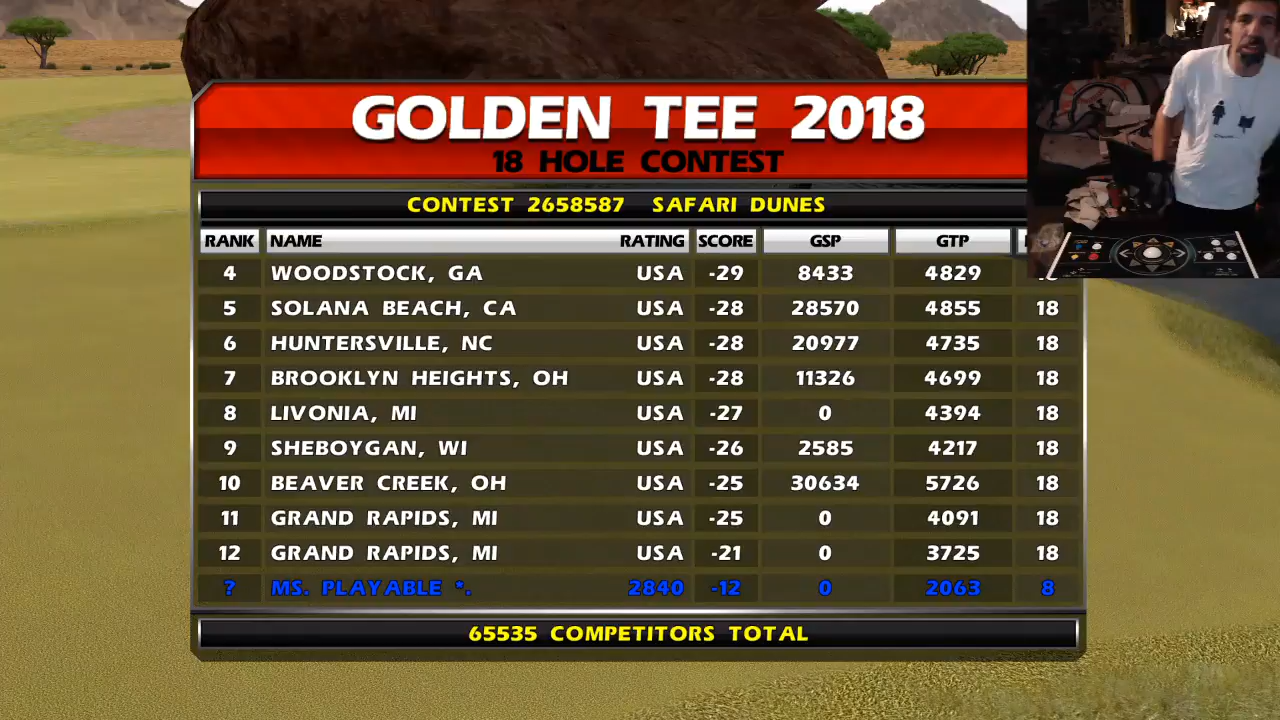 GOLDEN TEE 2018
18 HOLE CONTEST
CONTEST 2658587 SAFARI DUNES
RANK NAME RATING SCORE GSP GTP
4 WOODSTOCK, GA USA -29 8433 4829
5 SOLANA BEACH, CA USA -28 28570 4855 18
6 HUNTERSVILLE, NC USA -28 20977 4735 18
7 BROOKLYN HEIGHTS, OH USA -28 11326 4699 18
8 LIVONIA, MI USA -27 0 4394 18
9 SHEBOYGAN, WI USA -26 2585 4217 18
10 BEAVER CREEK, OH USA -25 30634 5726 18
11 GRAND RAPIDS, MI USA -25 0 4091 18
12 GRAND RAPIDS, MI USA -21 0 3725 18
? MS. PLAYABLE *. 2840 -12 0 2063 8
65535 COMPETITORS TOTAL